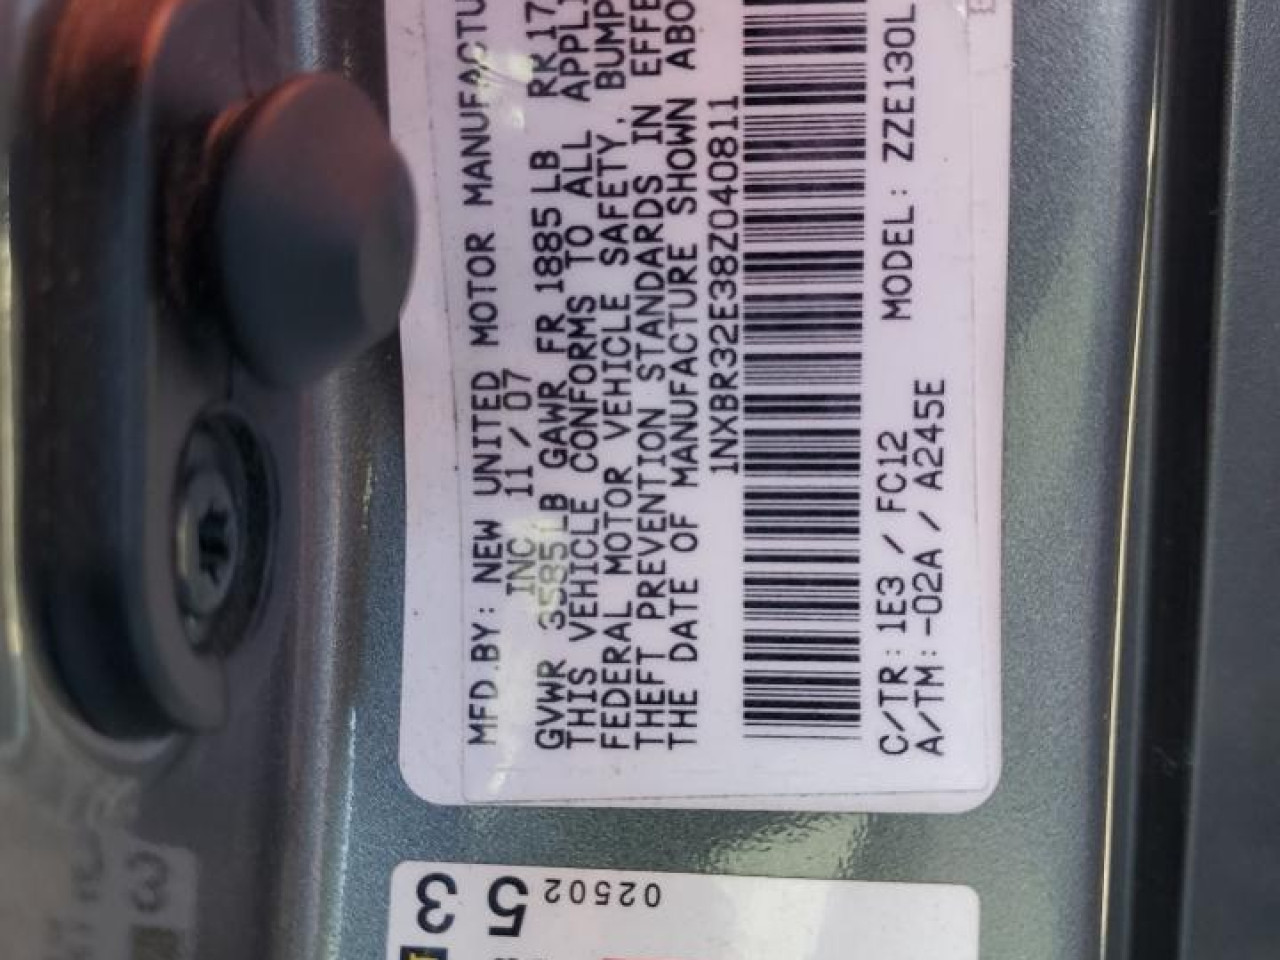 MFD.BY: NEW UNITED MOTOR MANUFACTU
INC 11/07
GVWR 3585LB GAWR FR 1885LB RR17
THIS VEHICLE CONFORMS TO ALL APPLI
FEDERAL MOTOR VEHICLE SAFETY, BUMP
THEFT PREVENTION STANDARDS IN EFFE
THE DATE OF MANUFACTURE SHOWN ABO
1NXBR32E38Z040811
C/TR: 1E3 / FC12 MODEL: ZZE130L
A/TM: -02A / A245E
3
5
02502
3